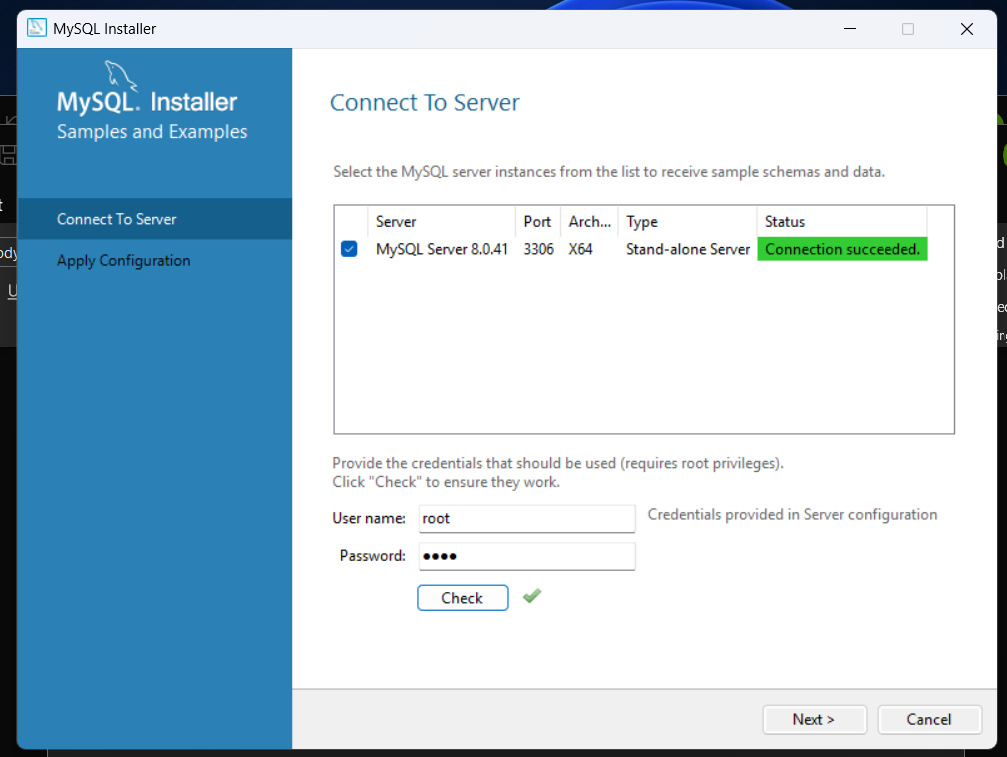 MySQL Installer
MySQL. Installer
Samples and Examples
Connect To Server
Apply Configuration
Connect To Server
Select the MySQL server instances from the list to receive sample schemas and data.
Server Port Arch... Type Status
MySQL Server 8.0.41 3306 X64 Stand-alone Server Connection succeeded.
Provide the credentials that should be used (requires root privileges).
Click "Check" to ensure they work.
User name: root Credentials provided in Server configuration
Password: ••••
Check
Next > Cancel